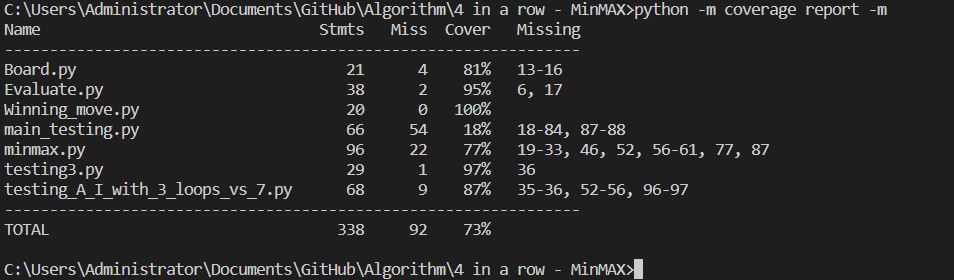 C:\Users\Administrator\Documents\GitHub\Algorithm\4 in a row - MinMAX>python -m coverage report -m
Name                                Stmts   Miss  Cover   Missing
-----------------------------------------------------------------
Board.py                               21      4    81%   13-16
Evaluate.py                            38      2    95%   6, 17
Winning_move.py                        20      0   100%
main_testing.py                        66     54    18%   18-84, 87-88
minmax.py                              96     22    77%   19-33, 46, 52, 56-61, 77, 87
testing3.py                            29      1    97%   36
testing_A_I_with_3_loops_vs_7.py       68      9    87%   35-36, 52-56, 96-97
-----------------------------------------------------------------
TOTAL                                 338     92    73%
C:\Users\Administrator\Documents\GitHub\Algorithm\4 in a row - MinMAX>